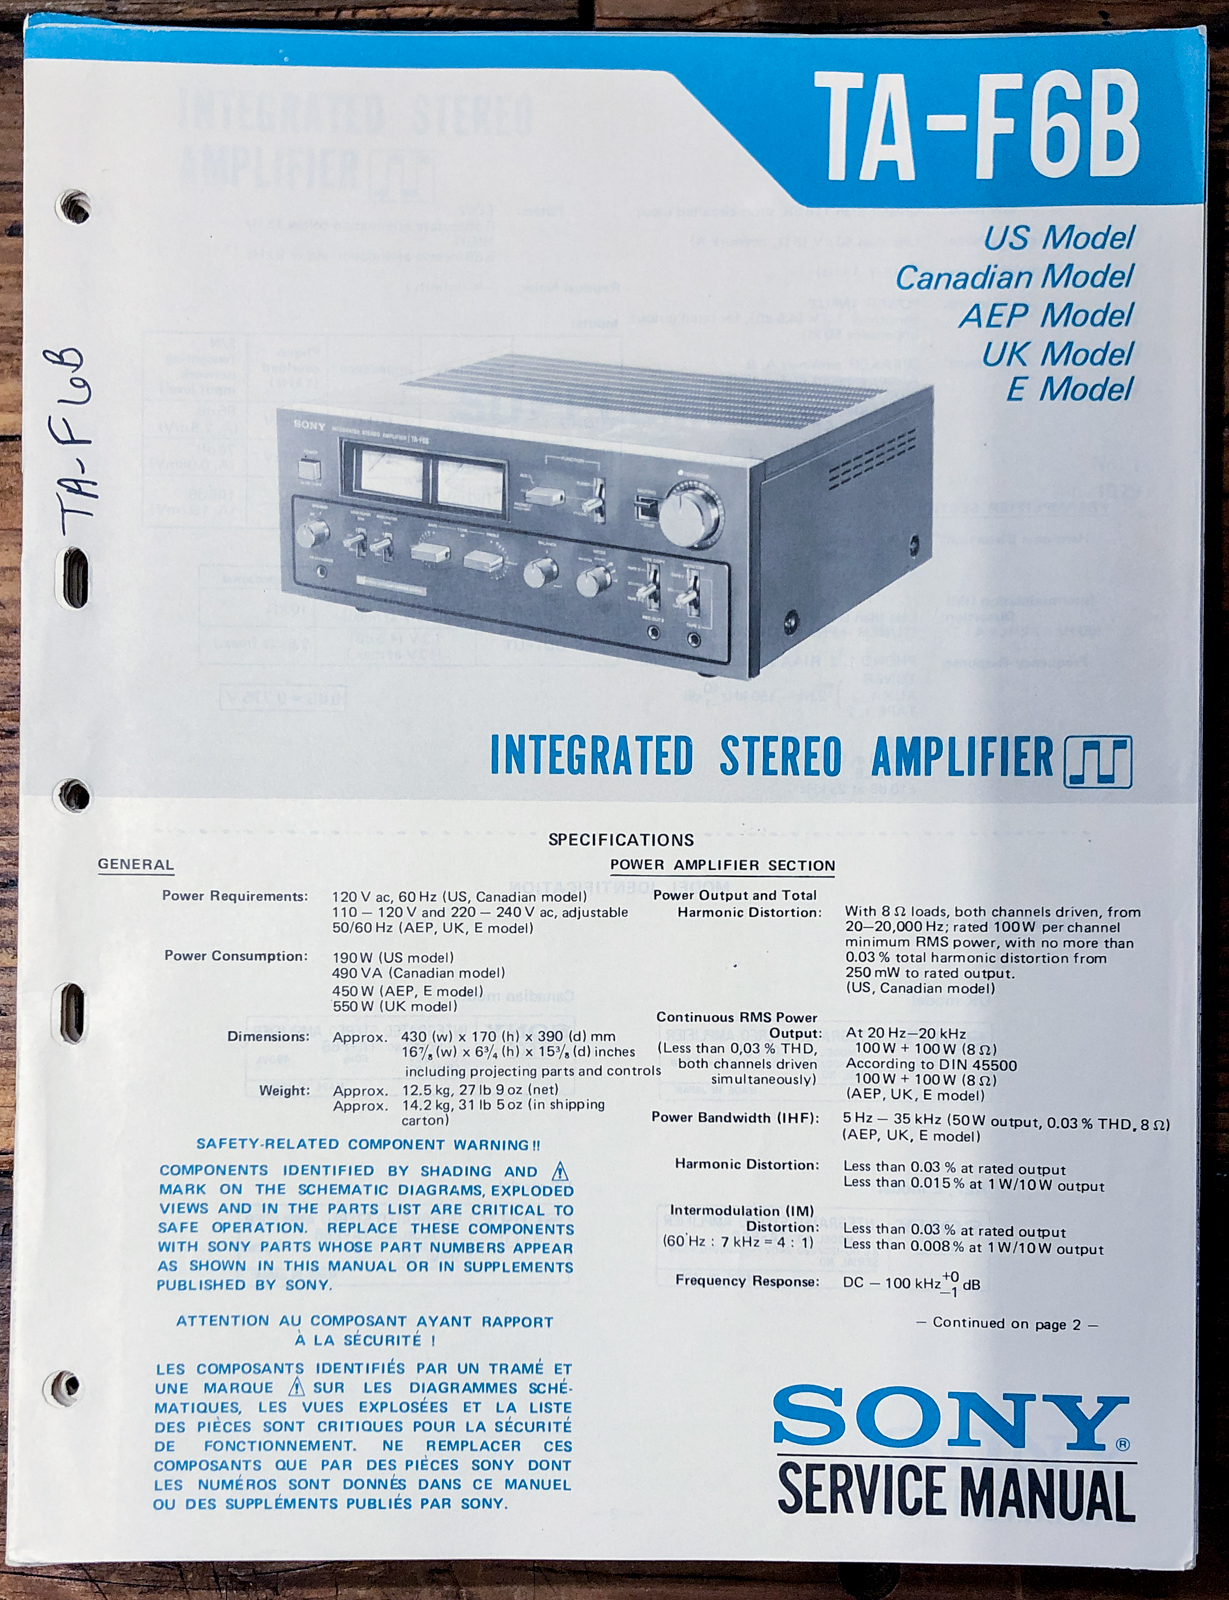 TA-F6B
US Model
Canadian Model
AEP Model
UK Model
E Model
TA-F6B
SONY INTEGRATED STEREO AMPLIFIER TA-F6B
INTEGRATED STEREO AMPLIFIER
SPECIFICATIONS
GENERAL
Power Requirements: 120 V ac, 60 Hz (US, Canadian model)
110 – 120 V and 220 – 240 V ac, adjustable
50/60 Hz (AEP, UK, E model)
Power Consumption: 190 W (US model)
490 VA (Canadian model)
450 W (AEP, E model)
550 W (UK model)
Dimensions: Approx. 430 (w) x 170 (h) x 390 (d) mm
16⅞ (w) x 6¾ (h) x 15⅜ (d) inches
including projecting parts and controls
Weight: Approx. 12.5 kg, 27 lb 9 oz (net)
Approx. 14.2 kg, 31 lb 5 oz (in shipping
carton)
SAFETY-RELATED COMPONENT WARNING!!
COMPONENTS IDENTIFIED BY SHADING AND ⚠
MARK ON THE SCHEMATIC DIAGRAMS, EXPLODED
VIEWS AND IN THE PARTS LIST ARE CRITICAL TO
SAFE OPERATION. REPLACE THESE COMPONENTS
WITH SONY PARTS WHOSE PART NUMBERS APPEAR
AS SHOWN IN THIS MANUAL OR IN SUPPLEMENTS
PUBLISHED BY SONY.
ATTENTION AU COMPOSANT AYANT RAPPORT
À LA SÉCURITÉ !
LES COMPOSANTS IDENTIFIÉS PAR UN TRAMÉ ET
UNE MARQUE ⚠ SUR LES DIAGRAMMES SCHÉ-
MATIQUES, LES VUES EXPLOSÉES ET LA LISTE
DES PIÈCES SONT CRITIQUES POUR LA SÉCURITÉ
DE FONCTIONNEMENT. NE REMPLACER CES
COMPOSANTS QUE PAR DES PIÈCES SONY DONT
LES NUMÉROS SONT DONNÉS DANS CE MANUEL
OU DES SUPPLÉMENTS PUBLIÉS PAR SONY.
POWER AMPLIFIER SECTION
Power Output and Total
Harmonic Distortion: With 8 Ω loads, both channels driven, from
20–20,000 Hz; rated 100 W per channel
minimum RMS power, with no more than
0.03 % total harmonic distortion from
250 mW to rated output.
(US, Canadian model)
Continuous RMS Power
Output: At 20 Hz–20 kHz
(Less than 0,03 % THD, 100 W + 100 W (8 Ω)
both channels driven According to DIN 45500
simultaneously) 100 W + 100 W (8 Ω)
(AEP, UK, E model)
Power Bandwidth (IHF): 5 Hz – 35 kHz (50 W output, 0.03 % THD, 8 Ω)
(AEP, UK, E model)
Harmonic Distortion: Less than 0.03 % at rated output
Less than 0.015 % at 1 W/10 W output
Intermodulation (IM)
Distortion: Less than 0.03 % at rated output
(60 Hz : 7 kHz = 4 : 1) Less than 0.008 % at 1 W/10 W output
Frequency Response: DC – 100 kHz +0 –1 dB
– Continued on page 2 –
SONY®
SERVICE MANUAL